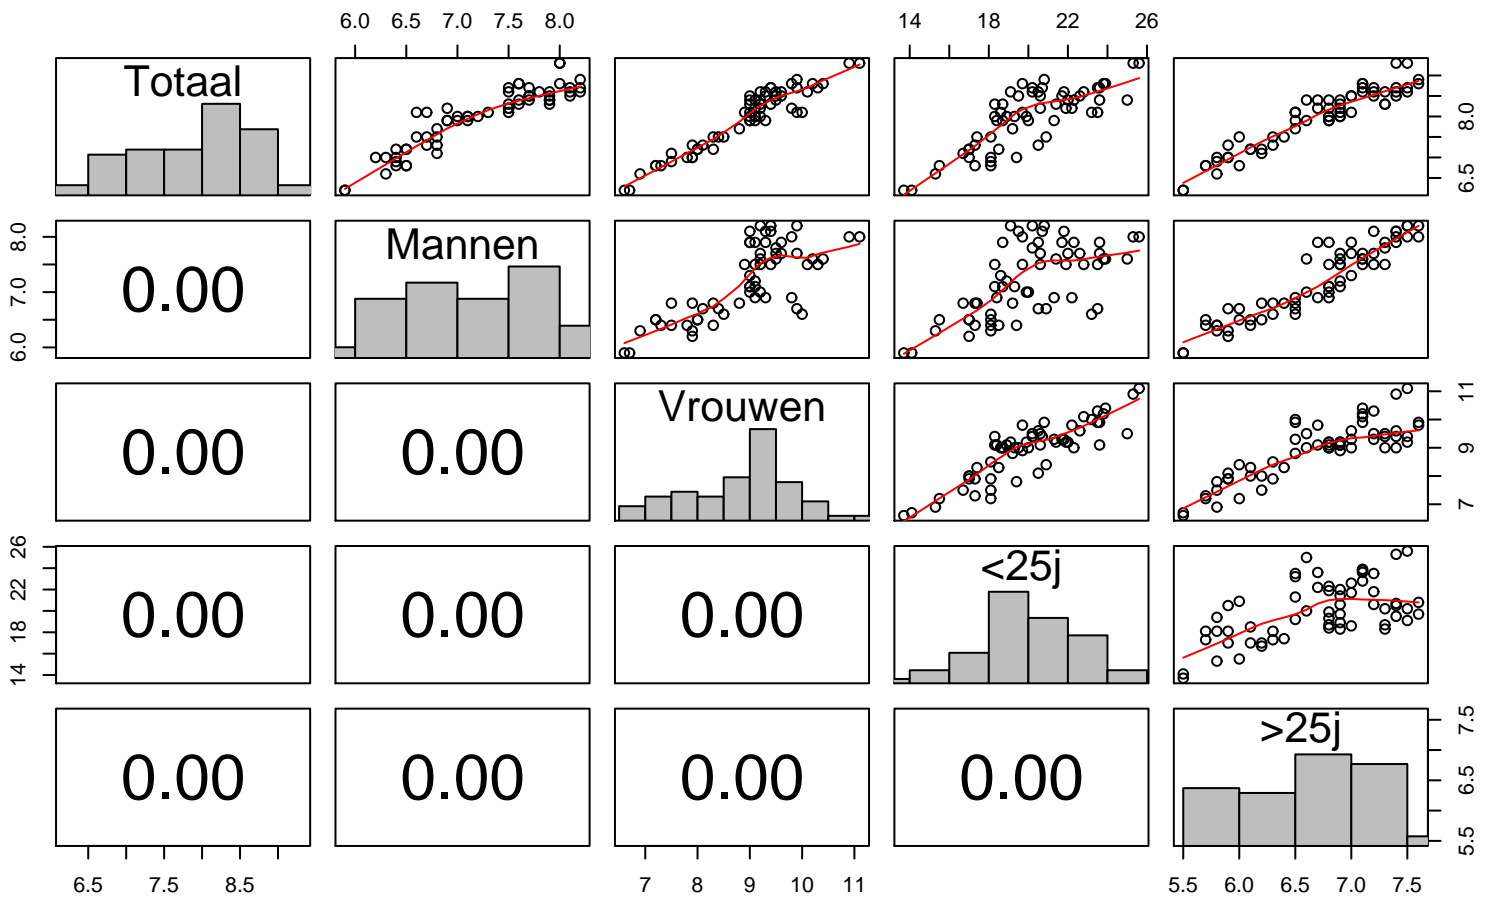 6.0 6.5 7.0 7.5 8.0 14 18 22 26
Totaal
6.5 8.0
0.00 Mannen
6.0 7.0 8.0
0.00 0.00 Vrouwen
7 9 11
0.00 0.00 0.00 <25j
14 18 22 26
0.00 0.00 0.00 0.00 >25j
5.5 6.5 7.5
6.5 7.5 8.5 7 8 9 10 11 5.5 6.0 6.5 7.0 7.5